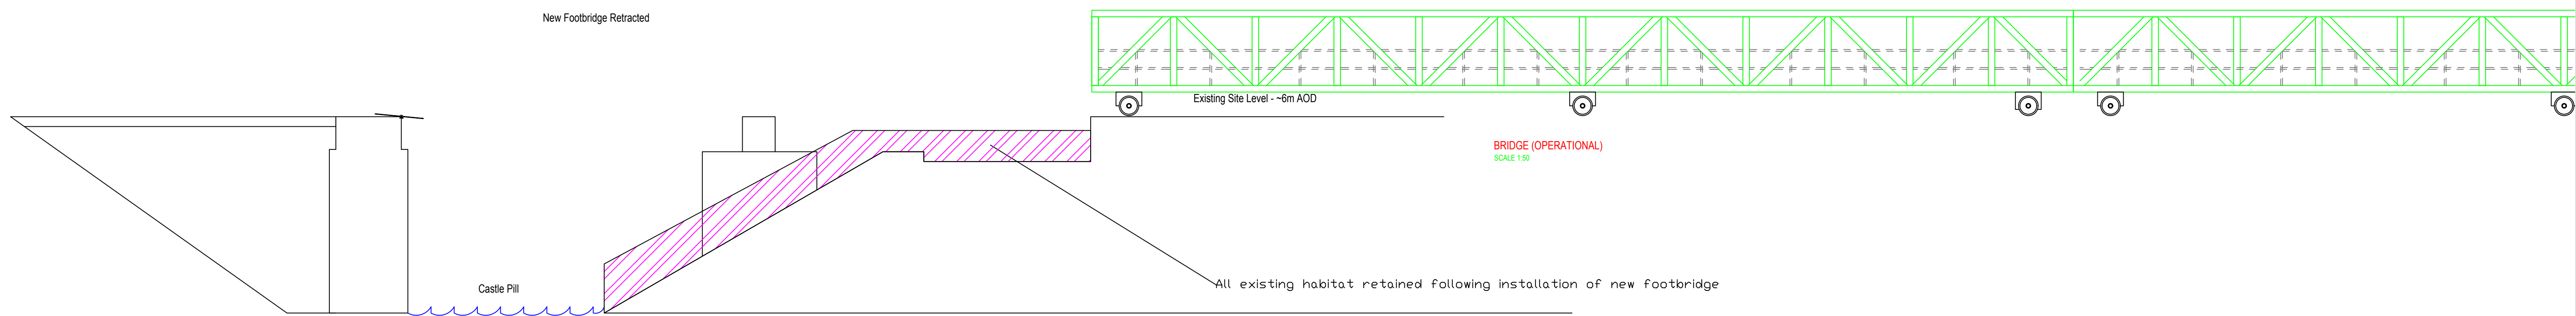 New Footbridge Retracted
Existing Site Level - ~6m AOD
BRIDGE (OPERATIONAL)
SCALE 1:50
All existing habitat retained following installation of new footbridge
Castle Pill